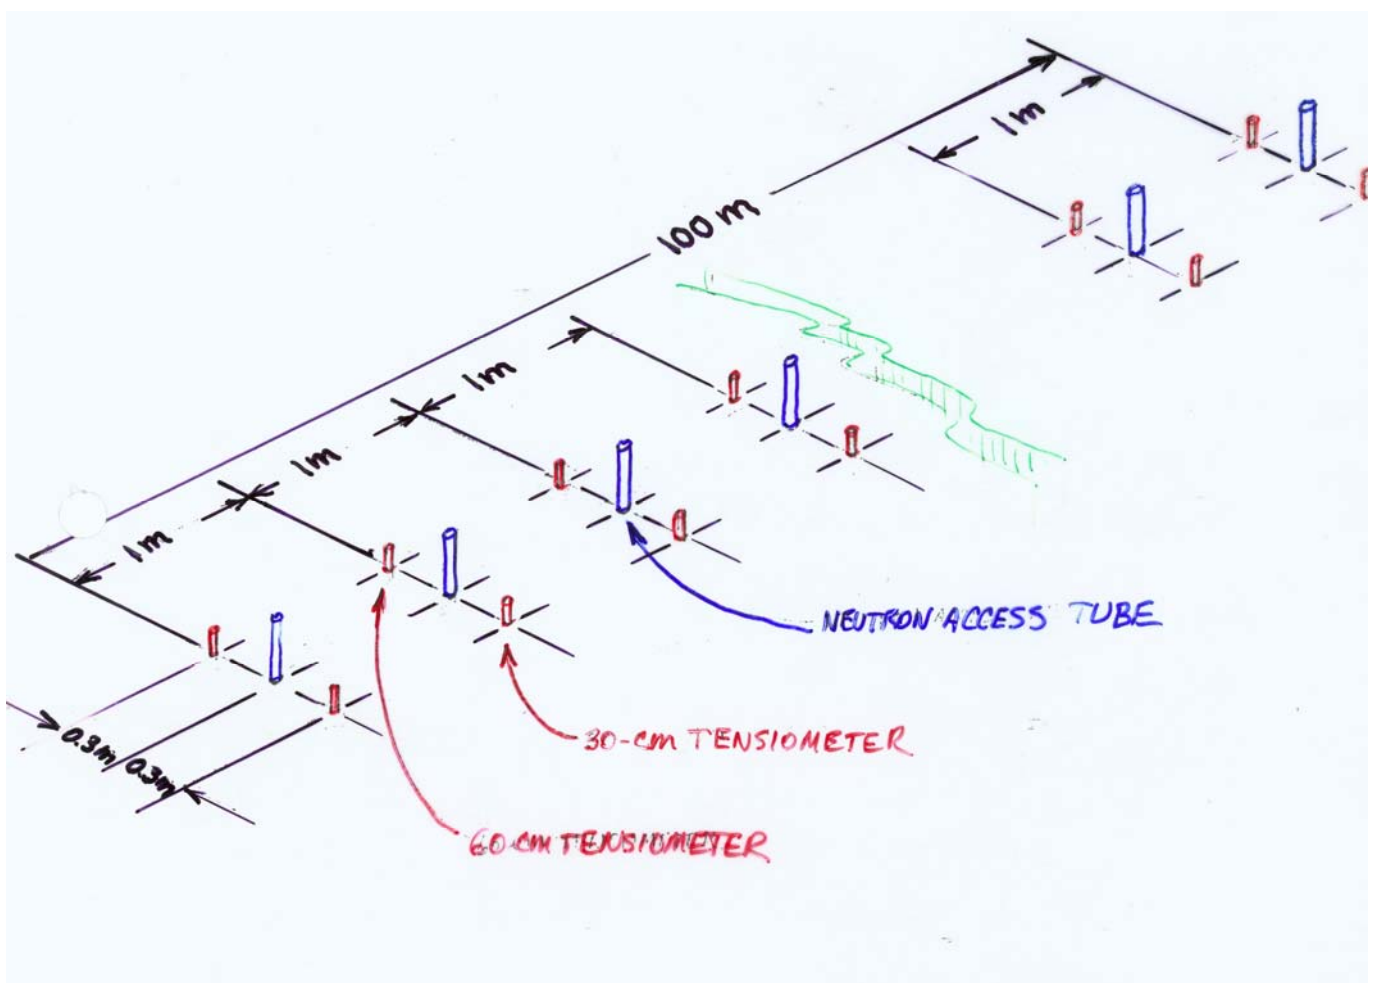 1m
100 m
1m
1m
1m
NEUTRON ACCESS TUBE
0.3m 0.3m
30-cm TENSIOMETER
60-cm TENSIOMETER